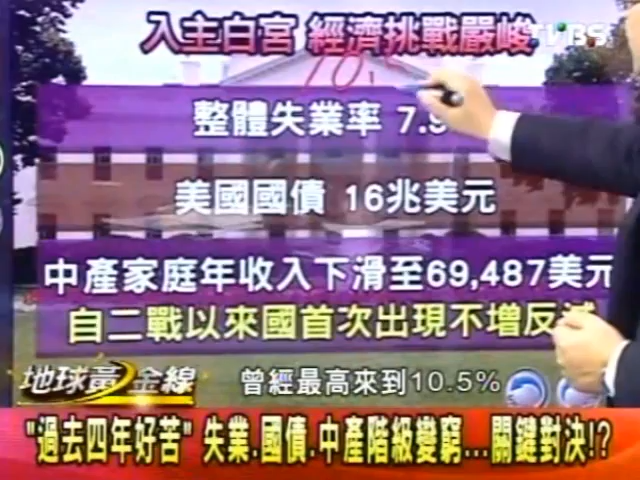 入主白宮 經濟挑戰嚴峻
TVBS
10.
整體失業率 7.9
美國國債 16兆美元
中產家庭年收入下滑至69,487美元
自二戰以來國首次出現不增反減
地球黃金線
曾經最高來到10.5%
"過去四年好苦" 失業.國債.中產階級變窮...關鍵對決!?